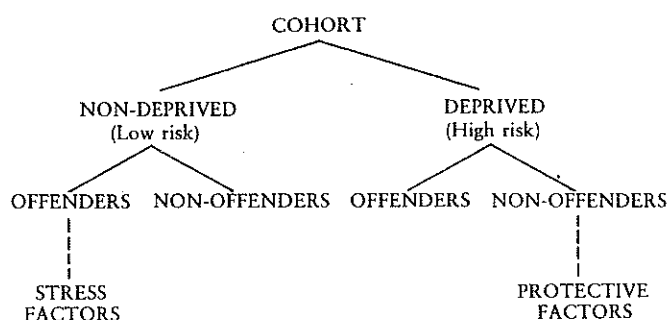 COHORT
NON-DEPRIVED DEPRIVED
(Low risk) (High risk)
OFFENDERS NON-OFFENDERS OFFENDERS NON-OFFENDERS
STRESS PROTECTIVE
FACTORS FACTORS